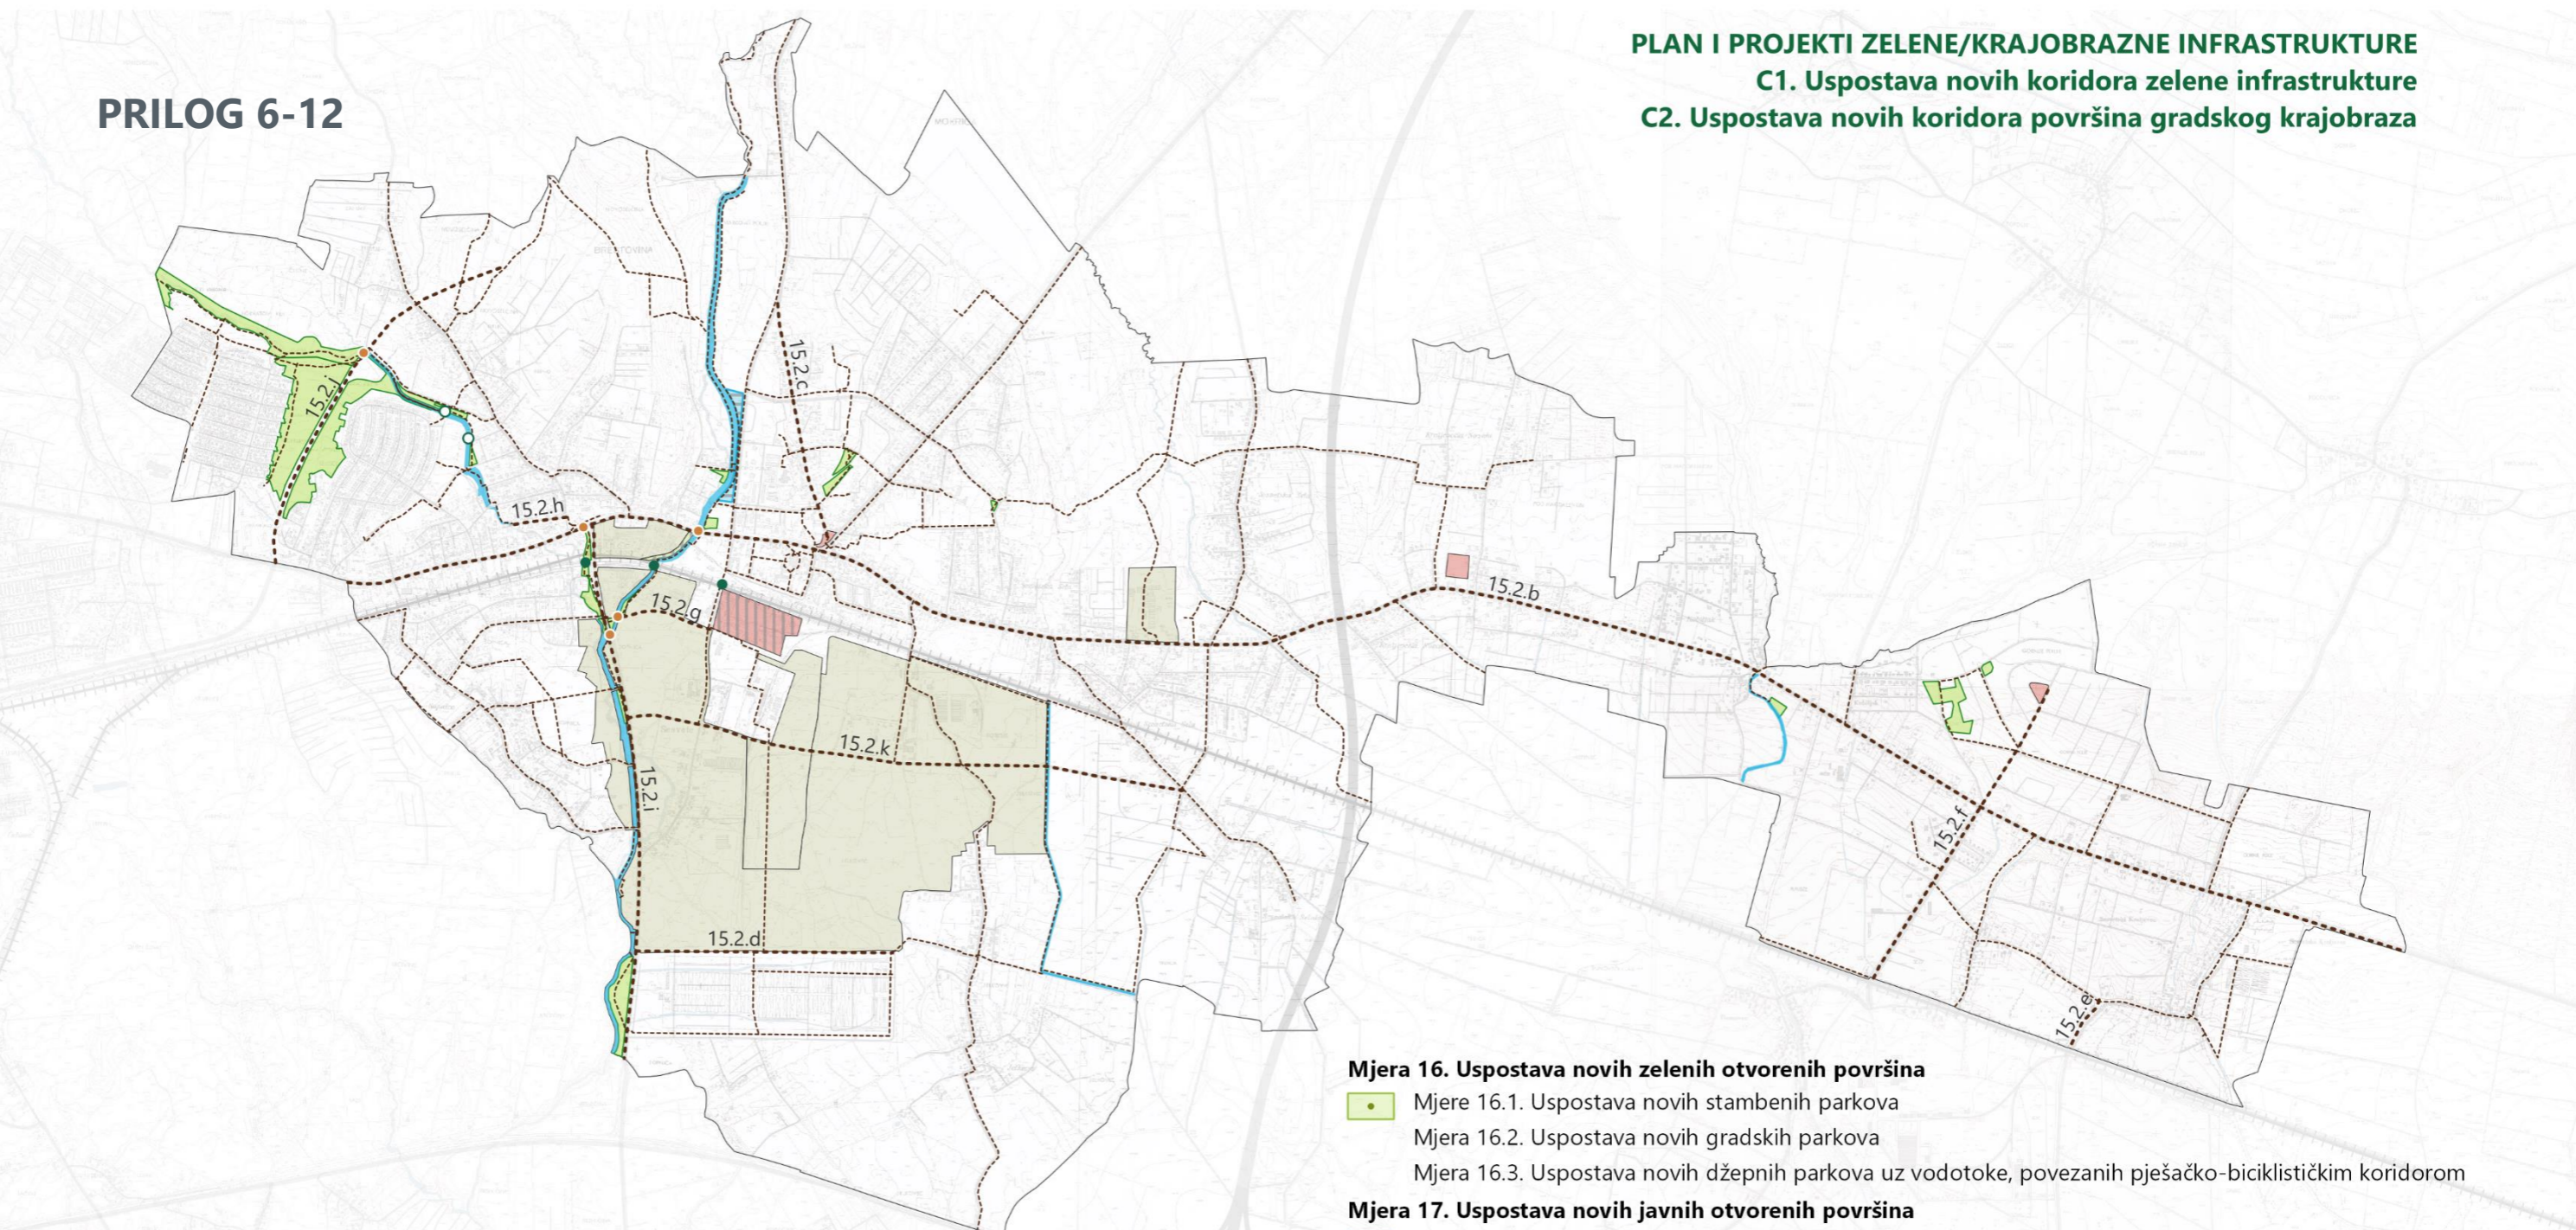 PLAN I PROJEKTI ZELENE/KRAJOBRAZNE INFRASTRUKTURE
C1. Uspostava novih koridora zelene infrastrukture
C2. Uspostava novih koridora površina gradskog krajobraza
PRILOG 6-12
15.2.c
15.2.j
15.2.h
15.2.g
15.2.b
15.2.k
15.2.i
15.2.f
15.2.d
15.2.e
Mjera 16. Uspostava novih zelenih otvorenih površina
Mjere 16.1. Uspostava novih stambenih parkova
Mjera 16.2. Uspostava novih gradskih parkova
Mjera 16.3. Uspostava novih džepnih parkova uz vodotoke, povezanih pješačko-biciklističkim koridorom
Mjera 17. Uspostava novih javnih otvorenih površina